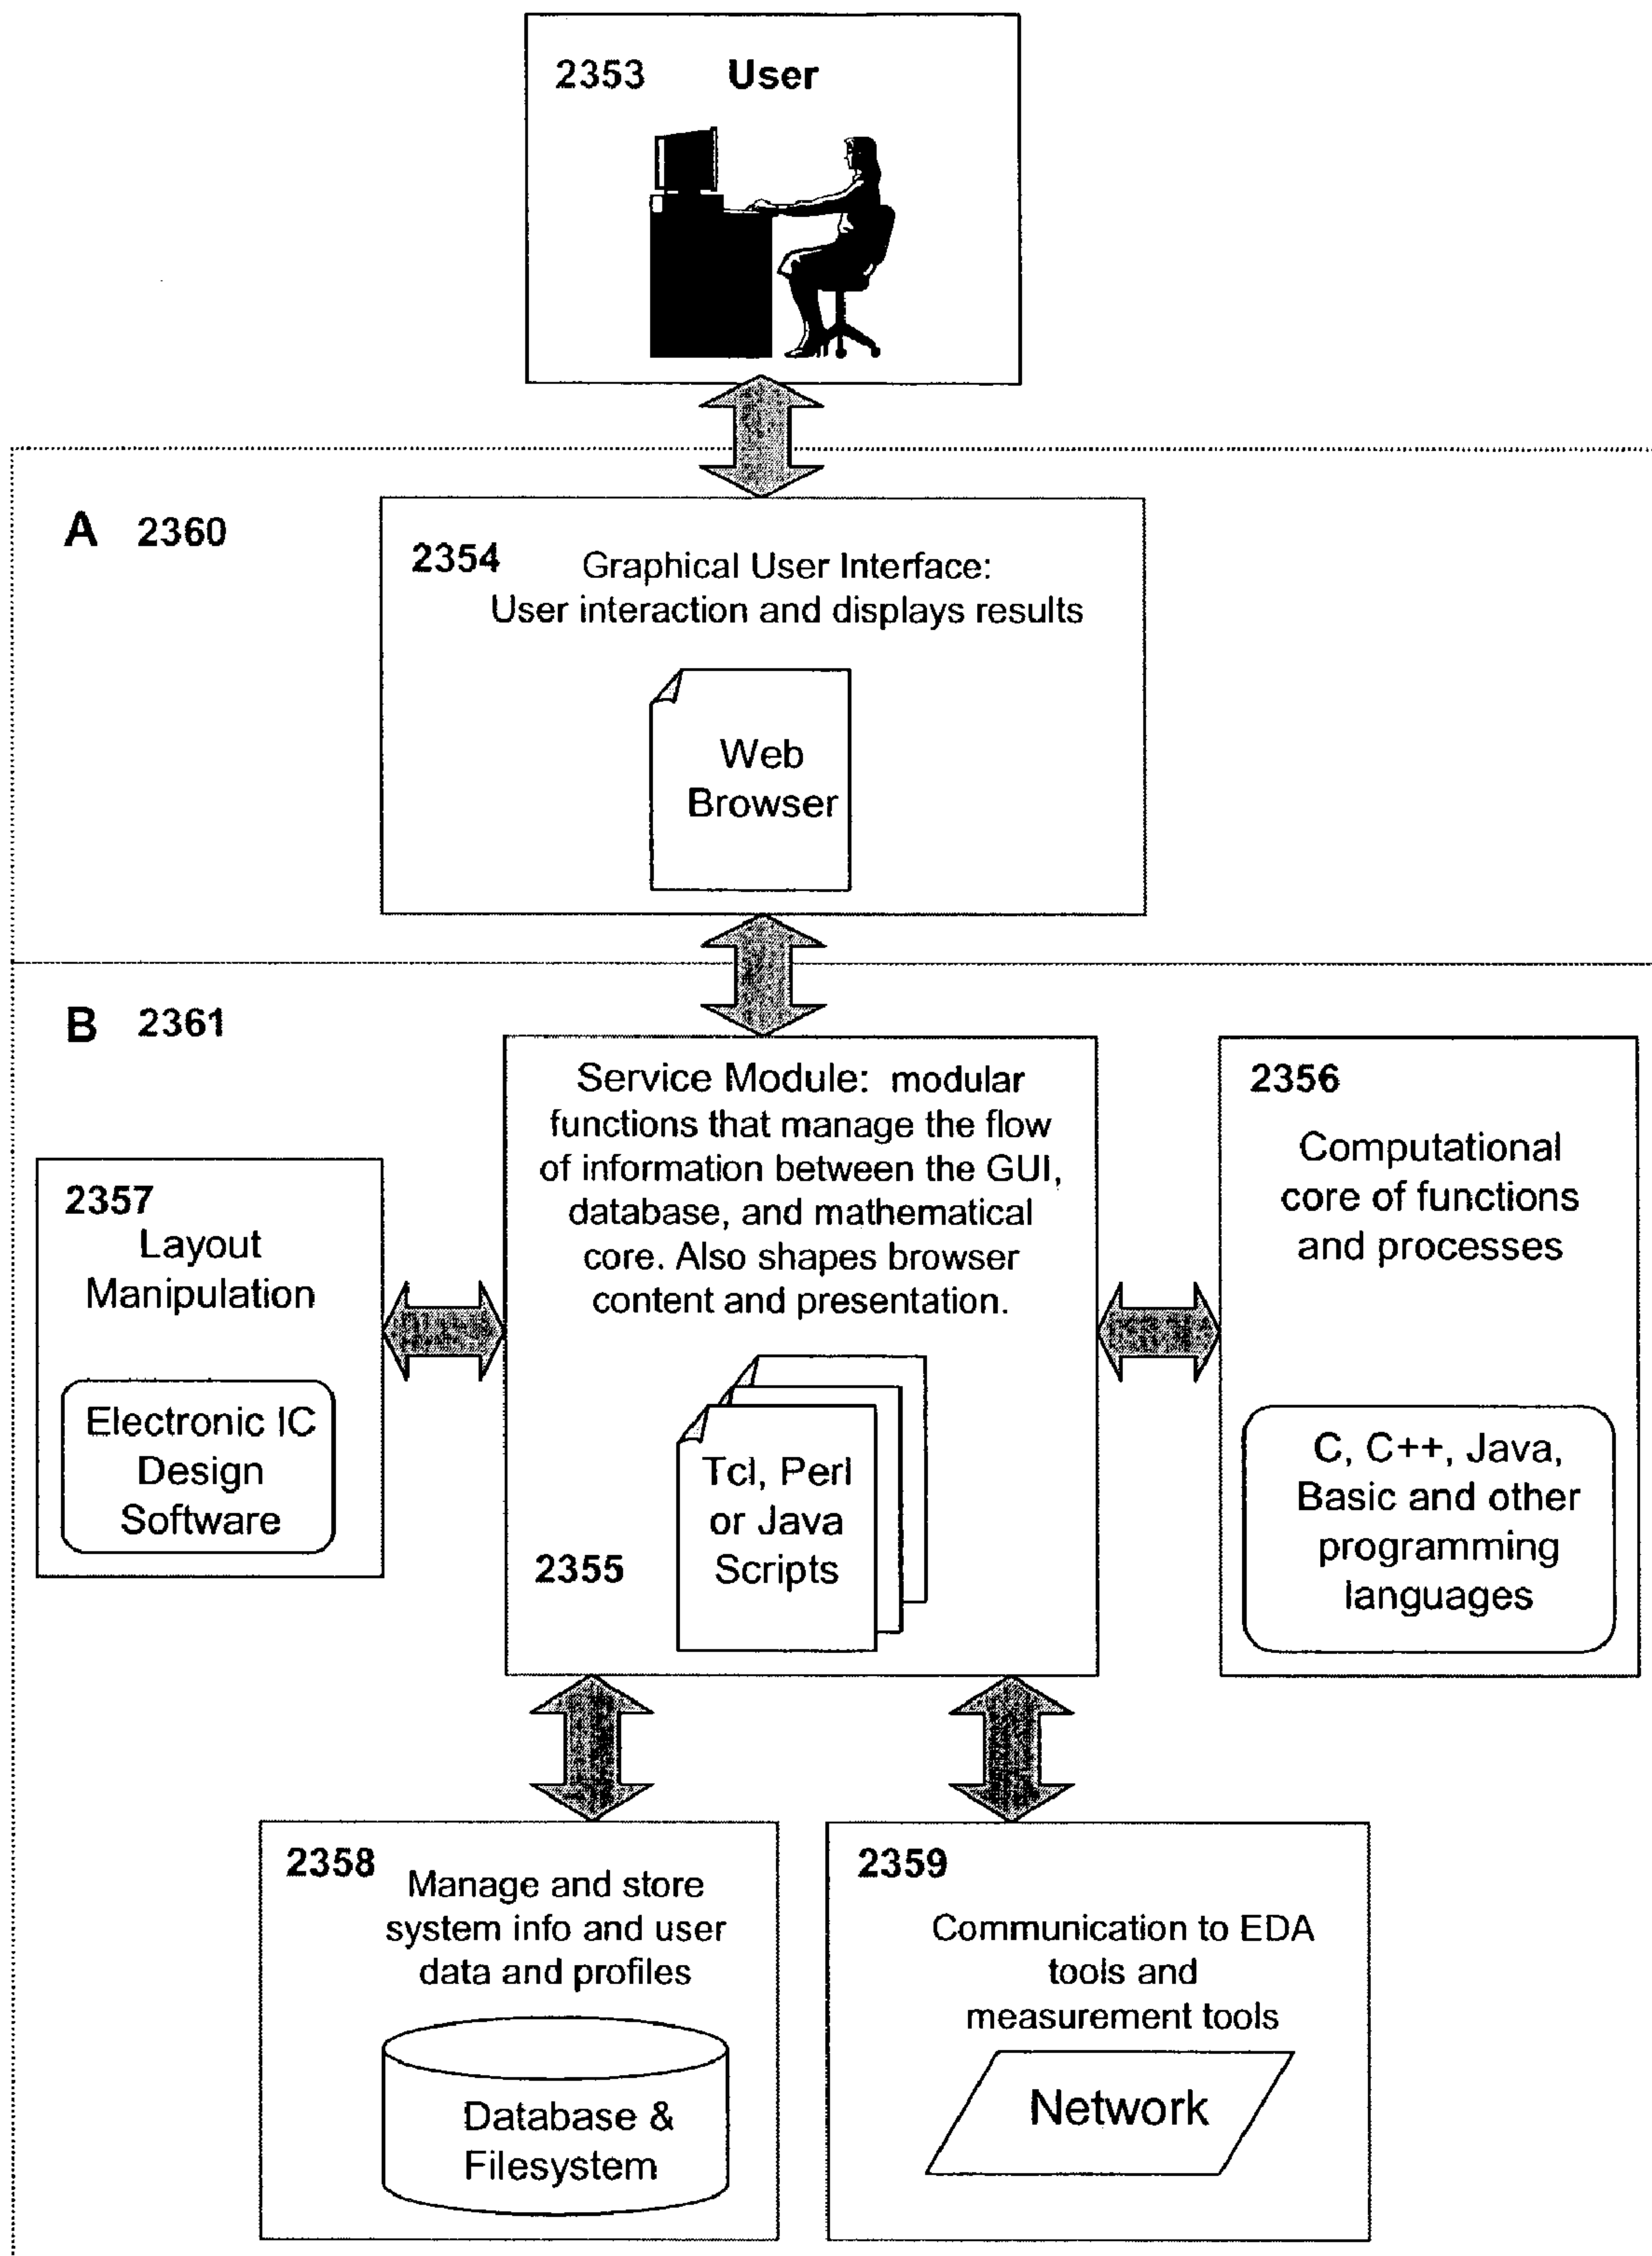 2353 User
A 2360
2354 Graphical User Interface:
User interaction and displays results
Web
Browser
B 2361
Service Module: modular
functions that manage the flow
of information between the GUI,
database, and mathematical
core. Also shapes browser
content and presentation.
Tcl, Perl
or Java
Scripts
2355
2357
Layout
Manipulation
Electronic IC
Design
Software
2356
Computational
core of functions
and processes
C, C++, Java,
Basic and other
programming
languages
2358
Manage and store
system info and user
data and profiles
Database &
Filesystem
2359
Communication to EDA
tools and
measurement tools
Network